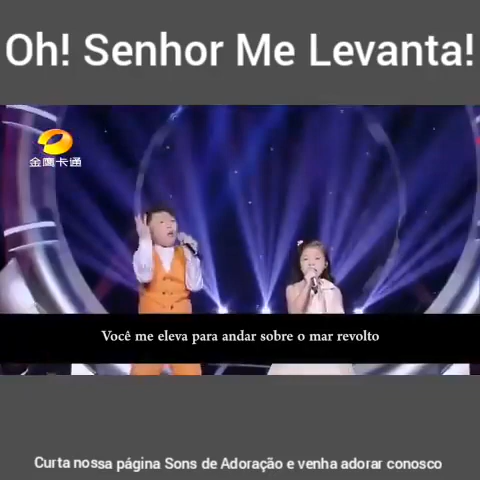 Oh! Senhor Me Levanta!
金鹰卡通
Você me eleva para andar sobre o mar revolto
Curta nossa página Sons de Adoração e venha adorar conosco